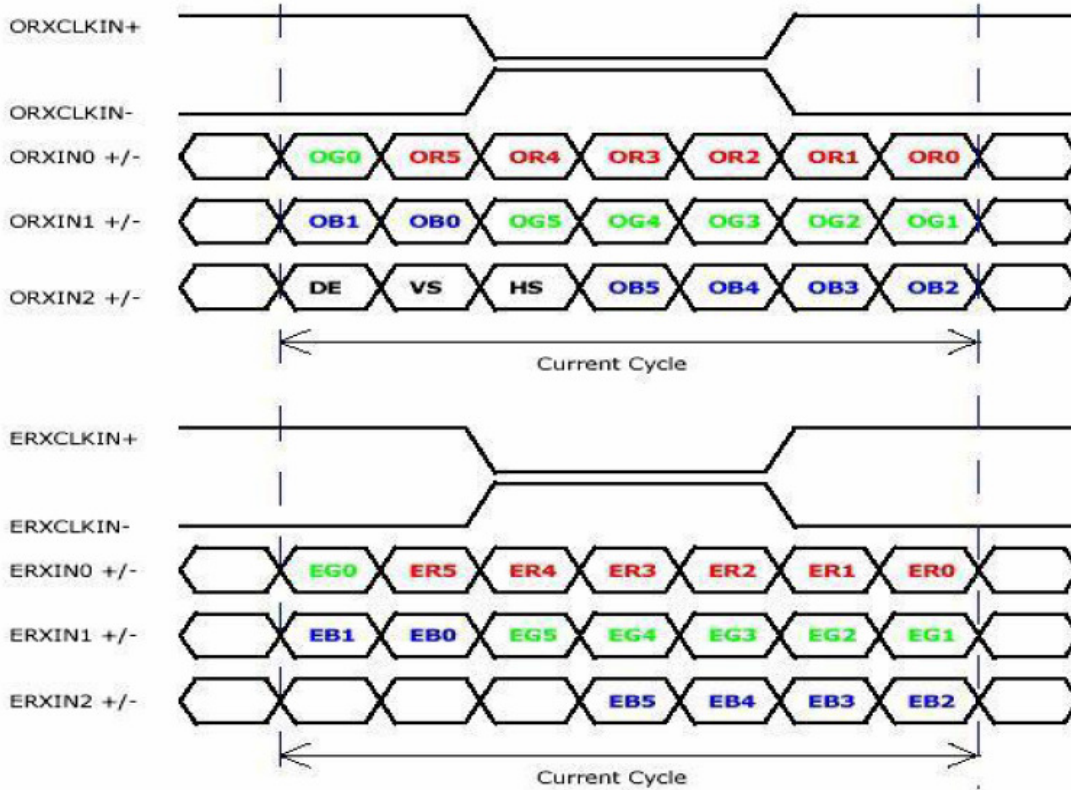 ORXCLKIN+
ORXCLKIN-
ORXIN0 +/- OG0 OR5 OR4 OR3 OR2 OR1 OR0
ORXIN1 +/- OB1 OB0 OG5 OG4 OG3 OG2 OG1
ORXIN2 +/- DE VS HS OB5 OB4 OB3 OB2
Current Cycle
ERXCLKIN+
ERXCLKIN-
ERXIN0 +/- EG0 ER5 ER4 ER3 ER2 ER1 ER0
ERXIN1 +/- EB1 EB0 EG5 EG4 EG3 EG2 EG1
ERXIN2 +/- EB5 EB4 EB3 EB2
Current Cycle